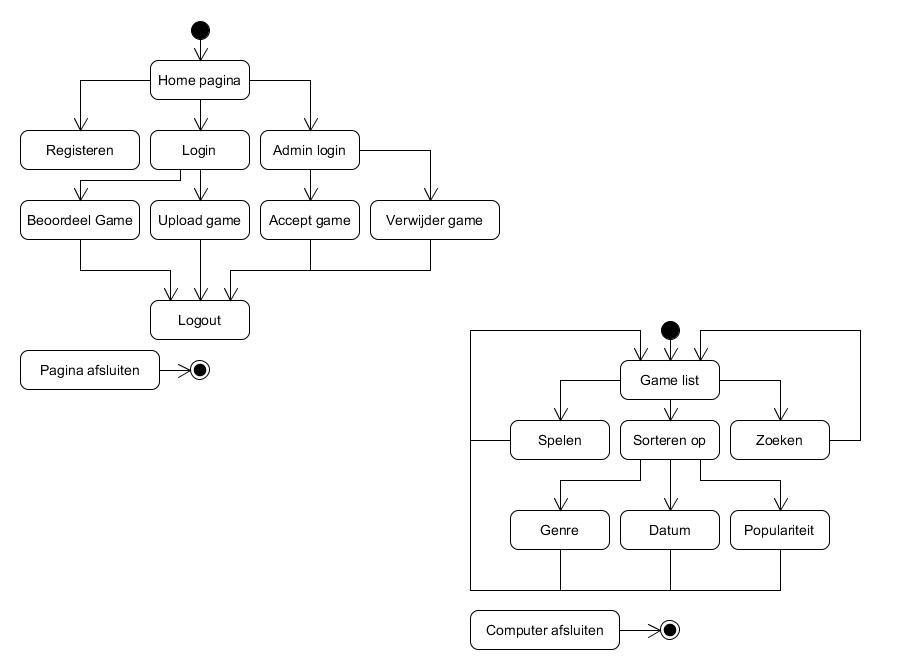 Home pagina
Registeren
Login
Admin login
Beoordeel Game
Upload game
Accept game
Verwijder game
Logout
Pagina afsluiten
Game list
Spelen
Sorteren op
Zoeken
Genre
Datum
Populariteit
Computer afsluiten